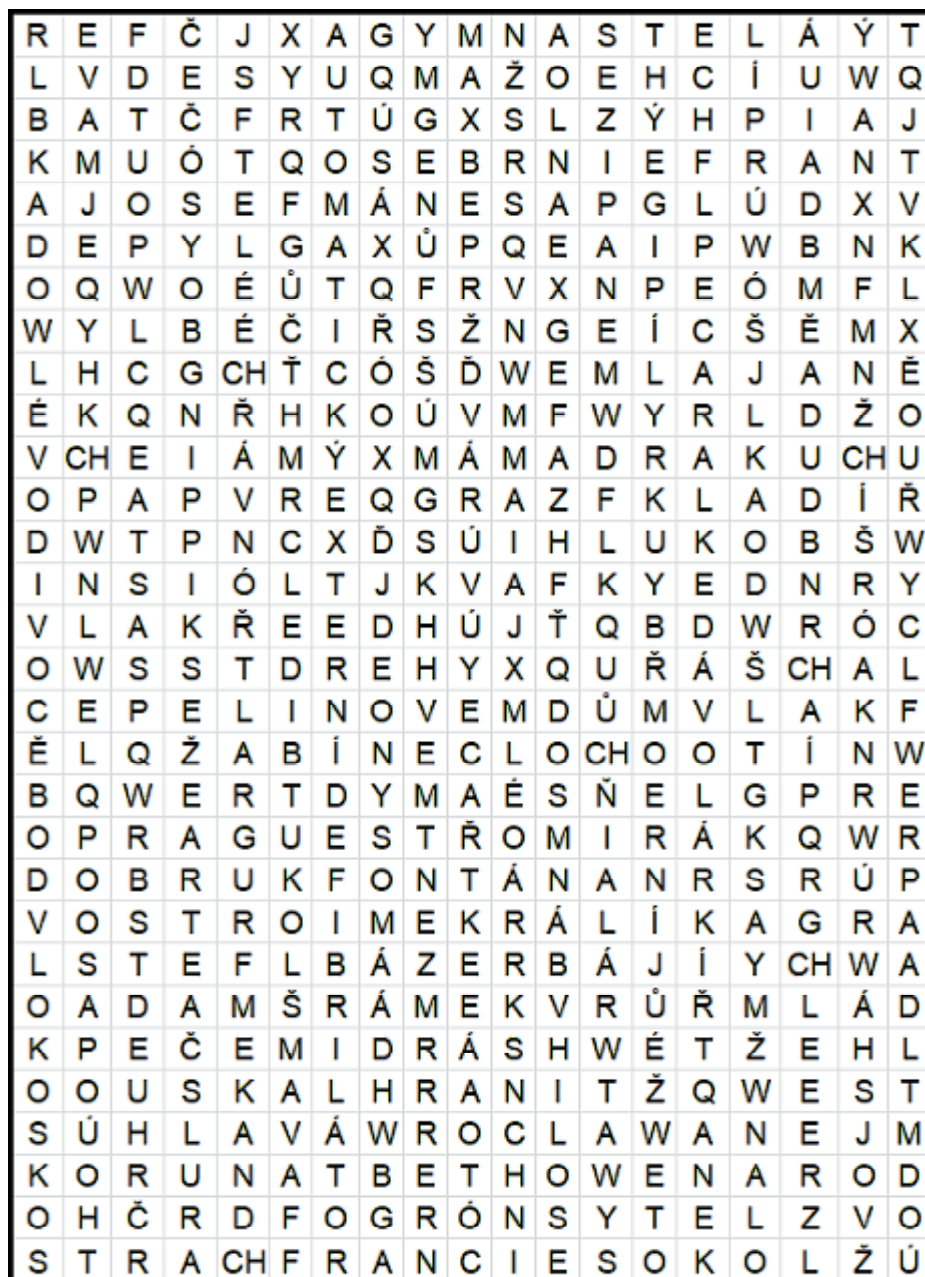 R E F Č J X A G Y M N A S T E L Á Ý T
L V D E S Y U Q M A Ž O E H C Í U W Q
B A T Č F R T Ú G X S L Z Ý H P I A J
K M U Ó T Q O S E B R N I E F R A N T
A J O S E F M Á N E S A P G L Ú D X V
D E P Y L G A X Ů P Q E A I P W B N K
O Q W O É Ů T Q F R V X N P E Ó M F L
W Y L B É Č I Ř S Ž N G E Í C Š Ě M X
L H C G CH Ť C Ó Š Ď W E M L A J A N Ě
É K Q N Ř H K O Ú V M F W Y R L D Ž O
V CH E I Á M Ý X M Á M A D R A K U CH U
O P A P V R E Q G R A Z F K L A D Í Ř
D W T P N C X Ď S Ú I H L U K O B Š W
I N S I Ó L T J K V A F K Y E D N R Y
V L A K Ř E E D H Ú J Ť Q B D W R Ó C
O W S S T D R E H Y X Q U Ř Á Š CH A L
C E P E L I N O V E M D Ů M V L A K F
Ě L Q Ž A B Í N E C L O CH O O T Í N W
B Q W E R T D Y M A É S Ň E L G P R E
O P R A G U E S T Ř O M I R Á K Q W R
D O B R U K F O N T Á N A N R S R Ú P
V O S T R O I M E K R Á L Í K A G R A
L S T E F L B Á Z E R B Á J Í Y CH W A
O A D A M Š R Á M E K V R Ů Ř M L Á D
K P E Č E M I D R Á S H W É T Ž E H L
O O U S K A L H R A N I T Ž Q W E S T
S Ú H L A V Á W R O C L A W A N E J M
K O R U N A T B E T H O W E N A R O D
O H Č R D F O G R Ó N S Y T E L Z V O
S T R A CH F R A N C I E S O K O L Ž Ú